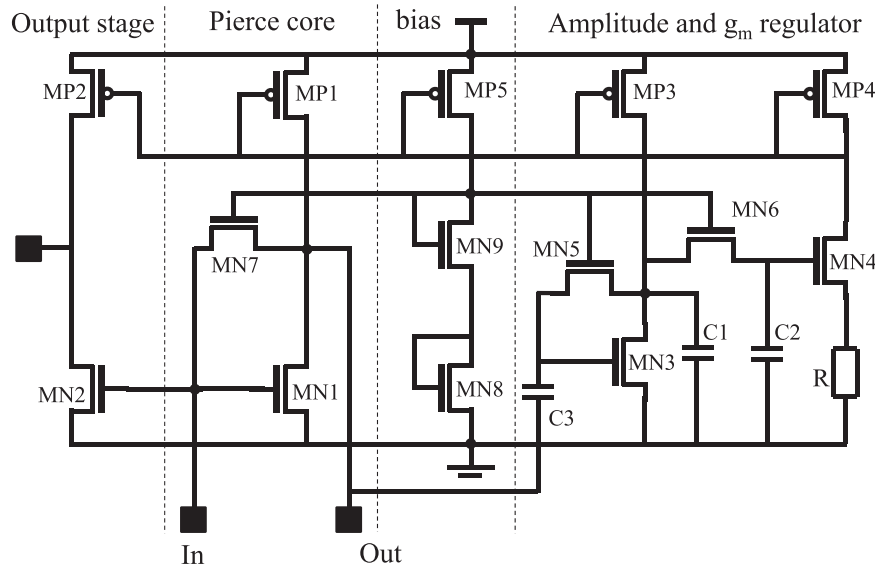 Output stage
Pierce core
bias
Amplitude and gm regulator
MP2
MP1
MP5
MP3
MP4
MN6
MN7
MN9
MN5
MN4
C1
C2
MN3
R
MN2
MN1
MN8
C3
In
Out